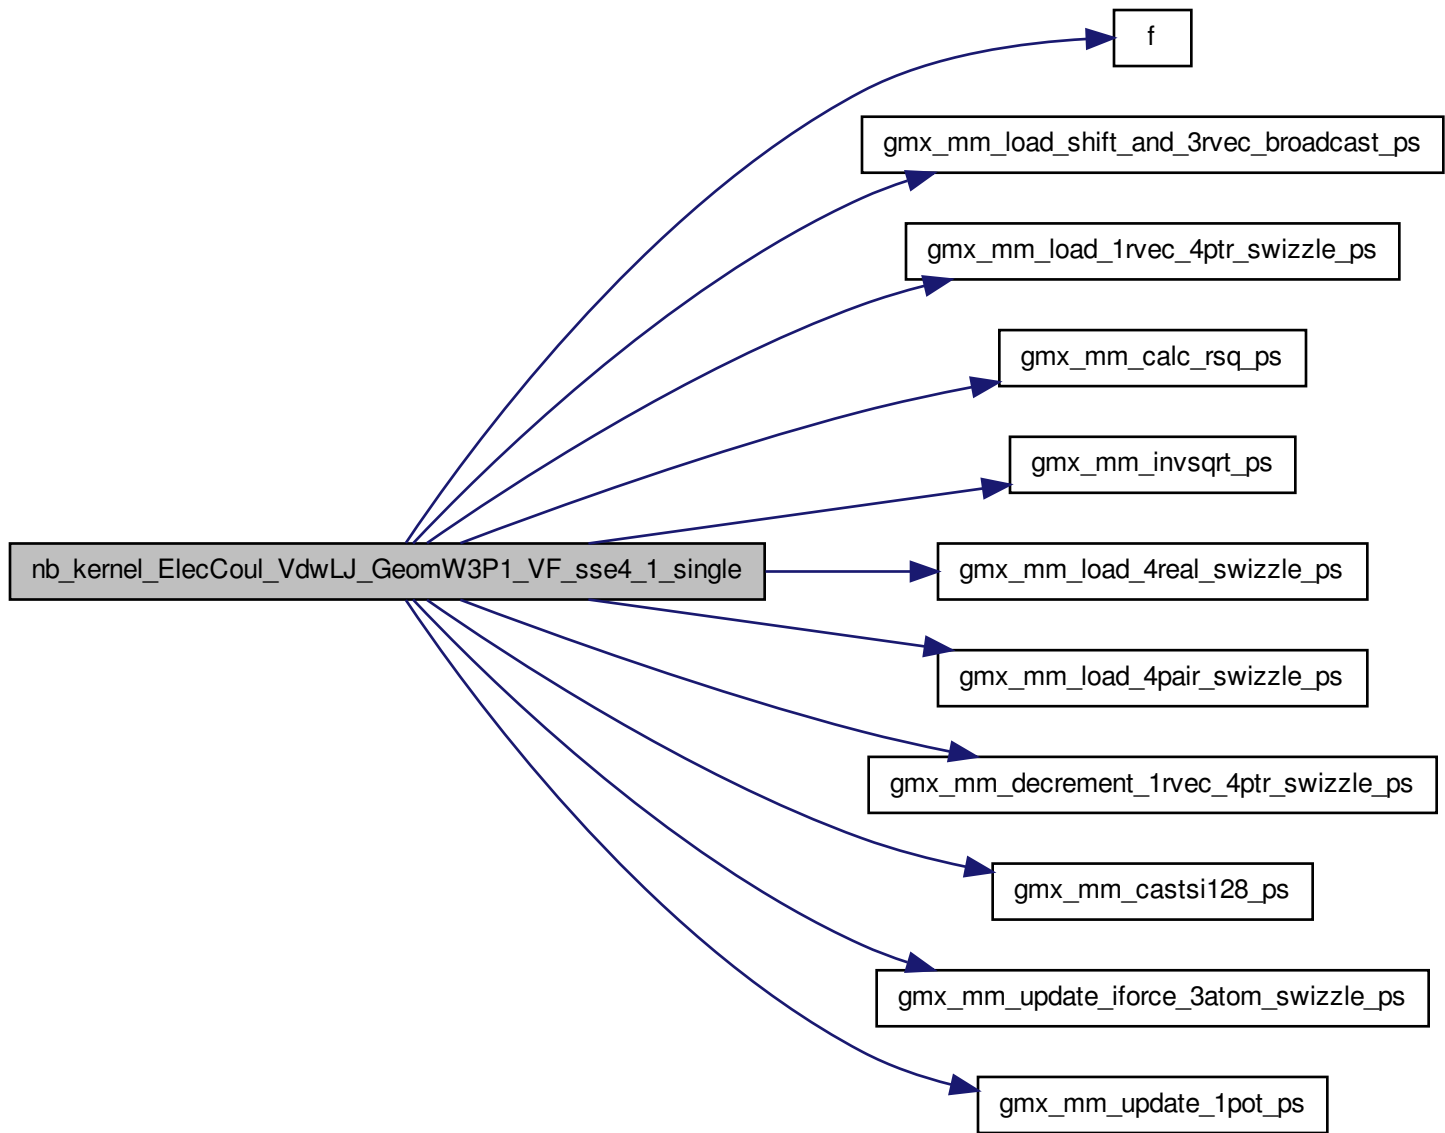 f
gmx_mm_load_shift_and_3rvec_broadcast_ps
gmx_mm_load_1rvec_4ptr_swizzle_ps
gmx_mm_calc_rsq_ps
gmx_mm_invsqrt_ps
nb_kernel_ElecCoul_VdwLJ_GeomW3P1_VF_sse4_1_single
gmx_mm_load_4real_swizzle_ps
gmx_mm_load_4pair_swizzle_ps
gmx_mm_decrement_1rvec_4ptr_swizzle_ps
gmx_mm_castsi128_ps
gmx_mm_update_iforce_3atom_swizzle_ps
gmx_mm_update_1pot_ps